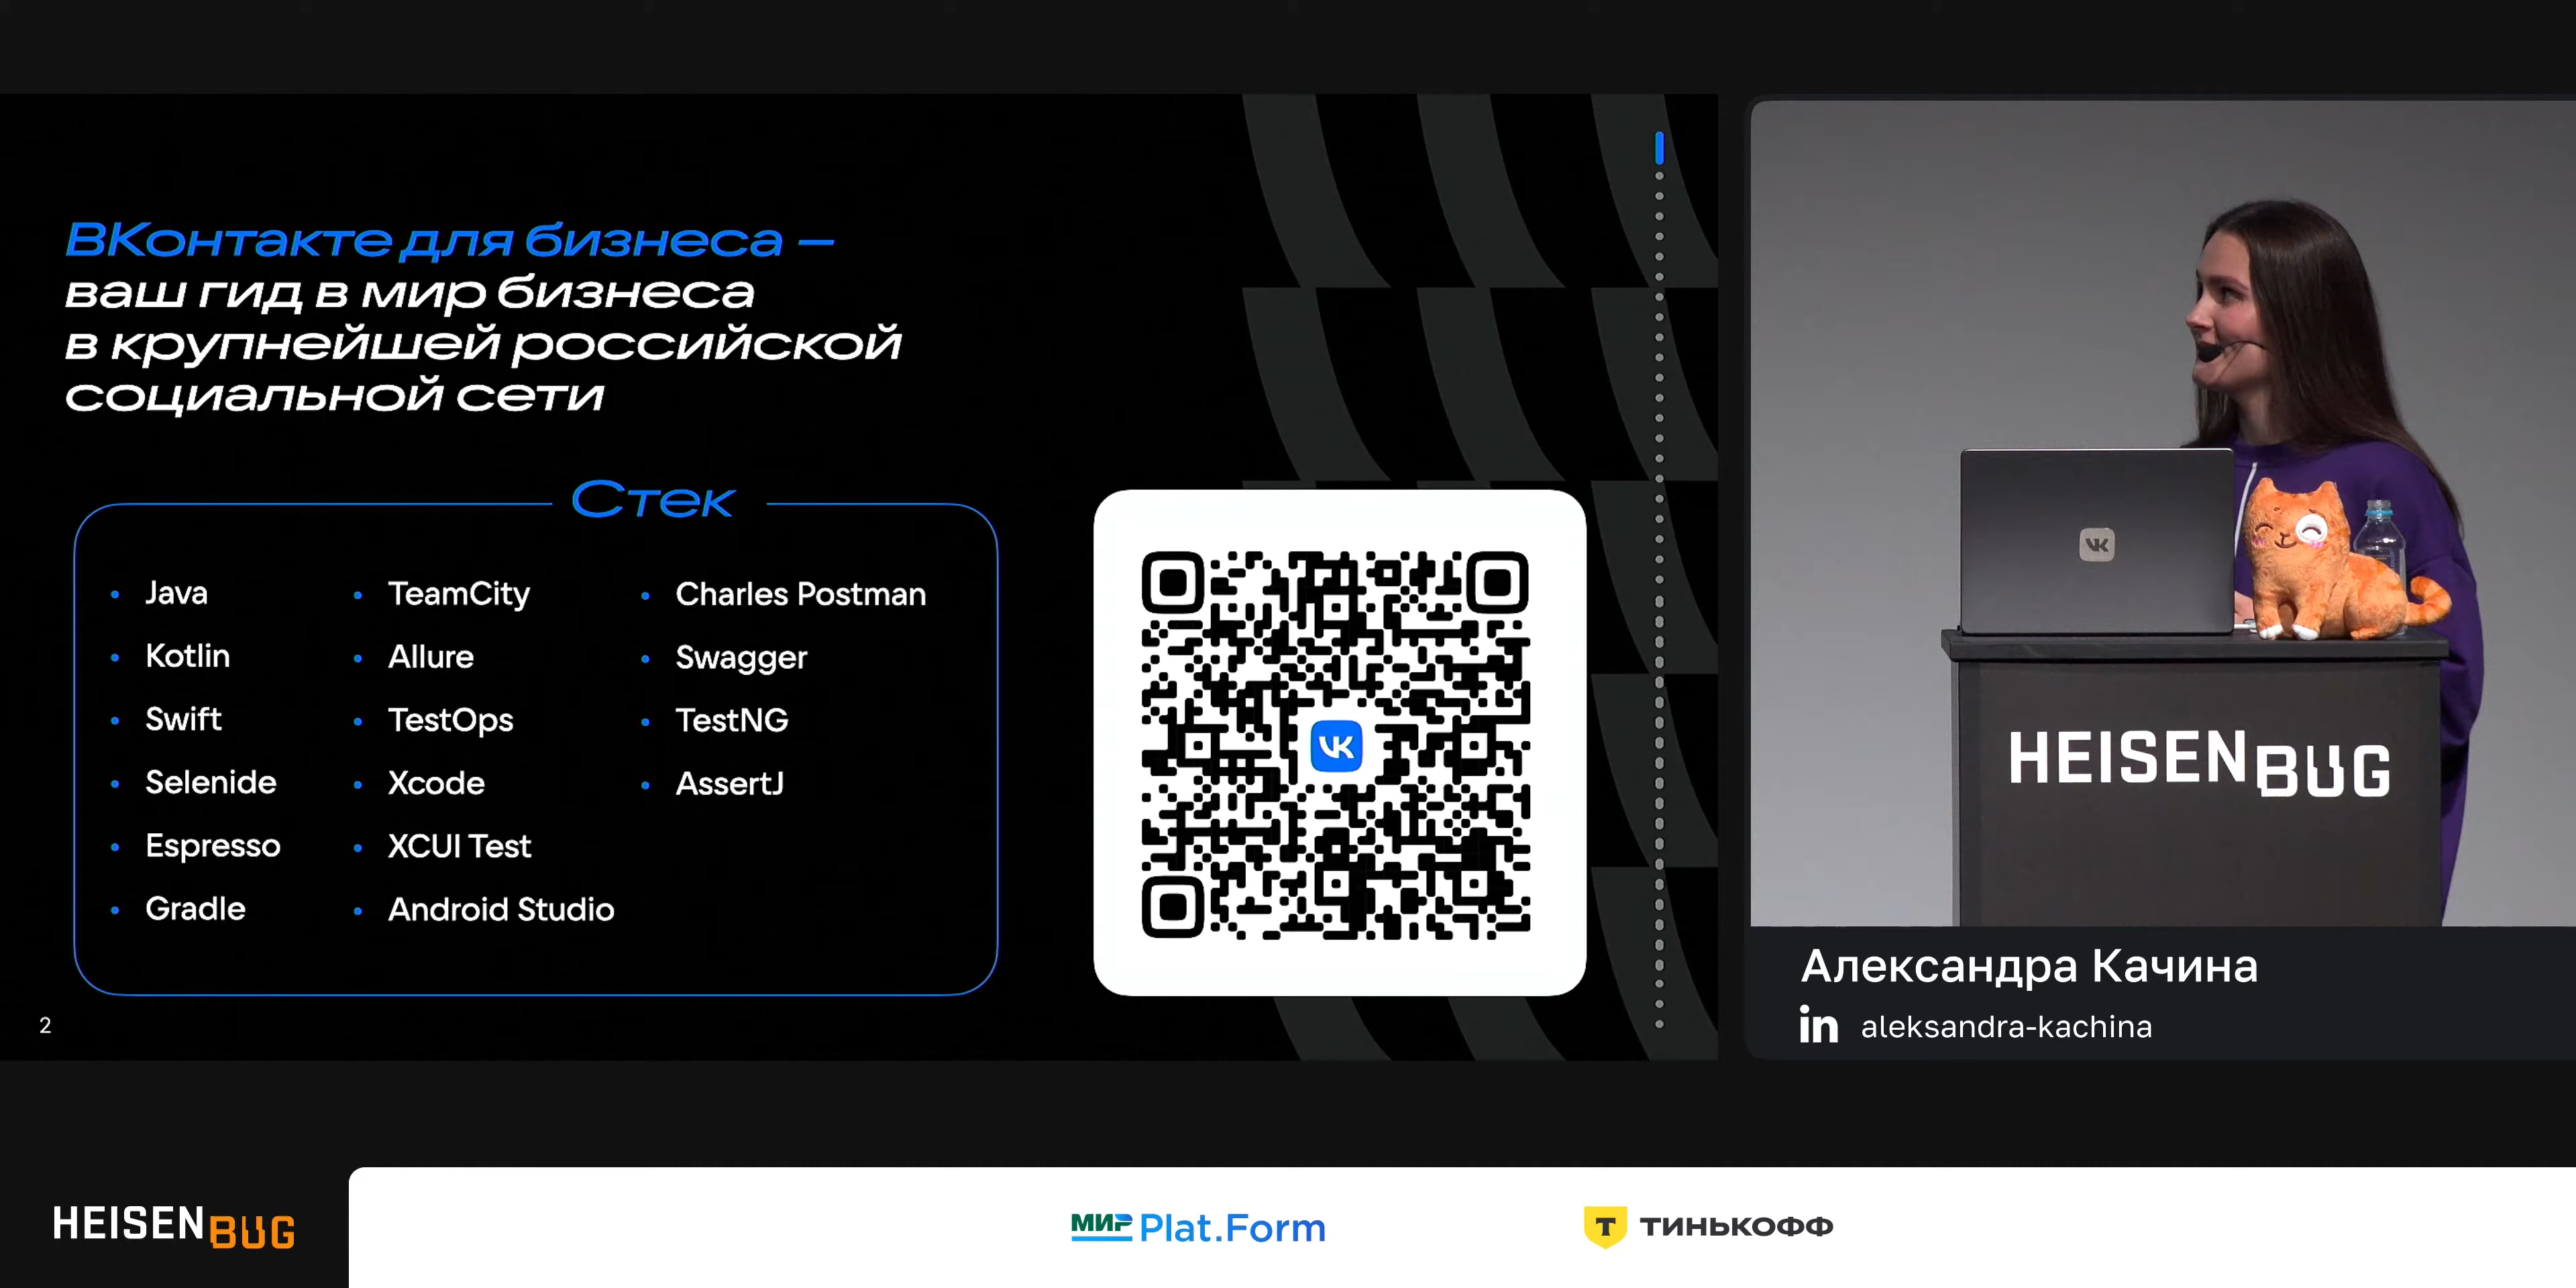 ВКонтакте для бизнеса –
ваш гид в мир бизнеса
в крупнейшей российской
социальной сети
Стек
Java
Kotlin
Swift
Selenide
Espresso
Gradle
TeamCity
Allure
TestOps
Xcode
XCUI Test
Android Studio
Charles Postman
Swagger
TestNG
AssertJ
VK
2
VK
HEISENBUG
Александра Качина
in aleksandra-kachina
HEISENBUG
МИР Plat.Form
Т ТИНЬКОФФ